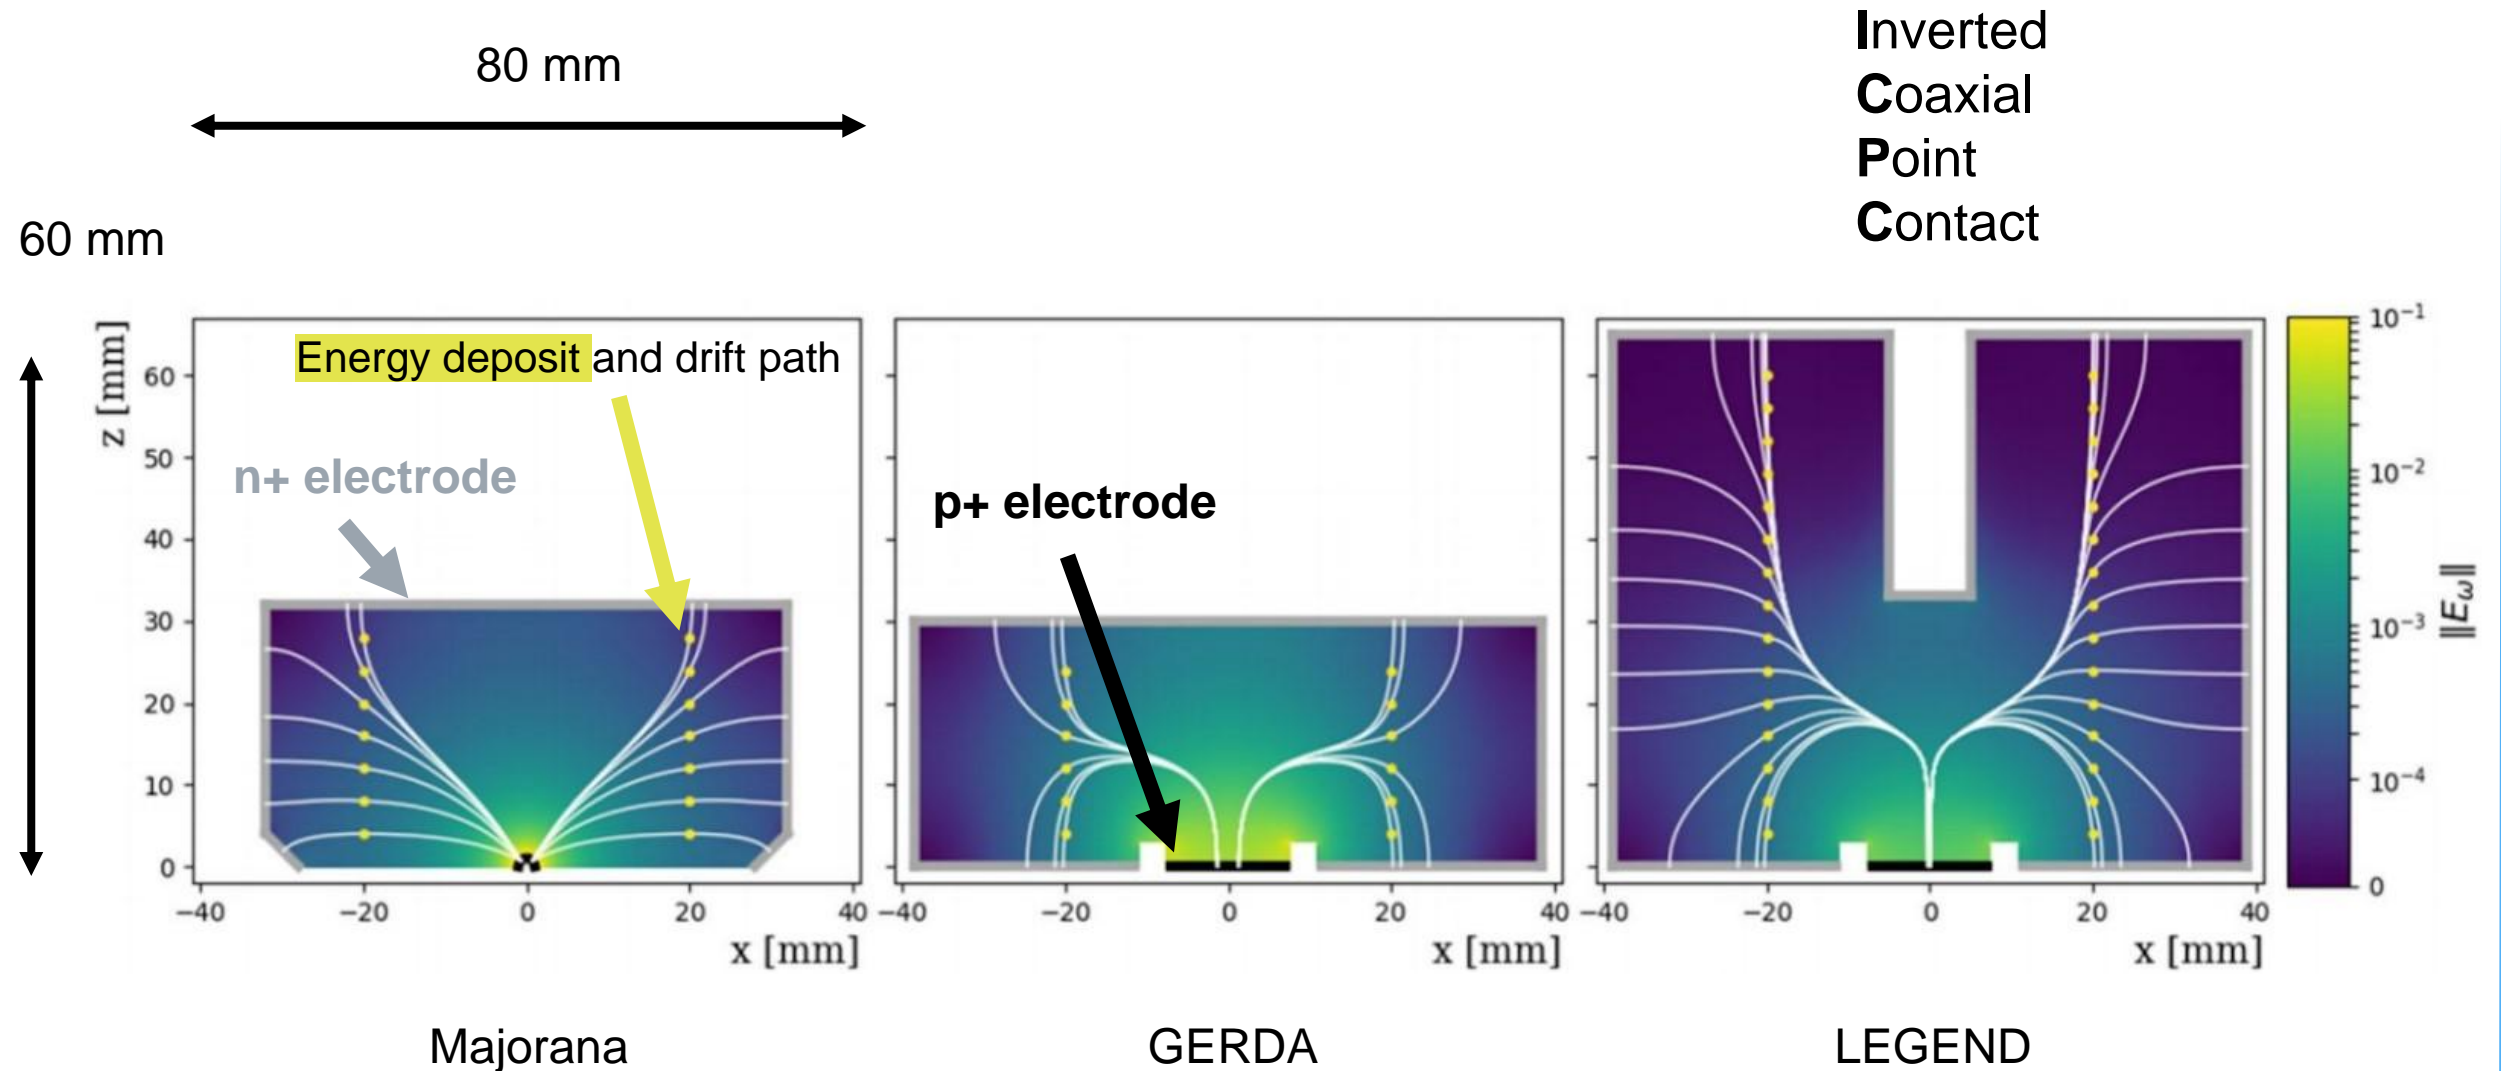 Inverted
Coaxial
Point
Contact
80 mm
60 mm
z [mm]
60
50
40
30
20
10
0
Energy deposit and drift path
n+ electrode
p+ electrode
−40 −20 0 20 40
x [mm]
−40 −20 0 20 40
x [mm]
−40 −20 0 20 40
x [mm]
10⁻¹
10⁻²
10⁻³
10⁻⁴
0
‖Eω‖
Majorana
GERDA
LEGEND